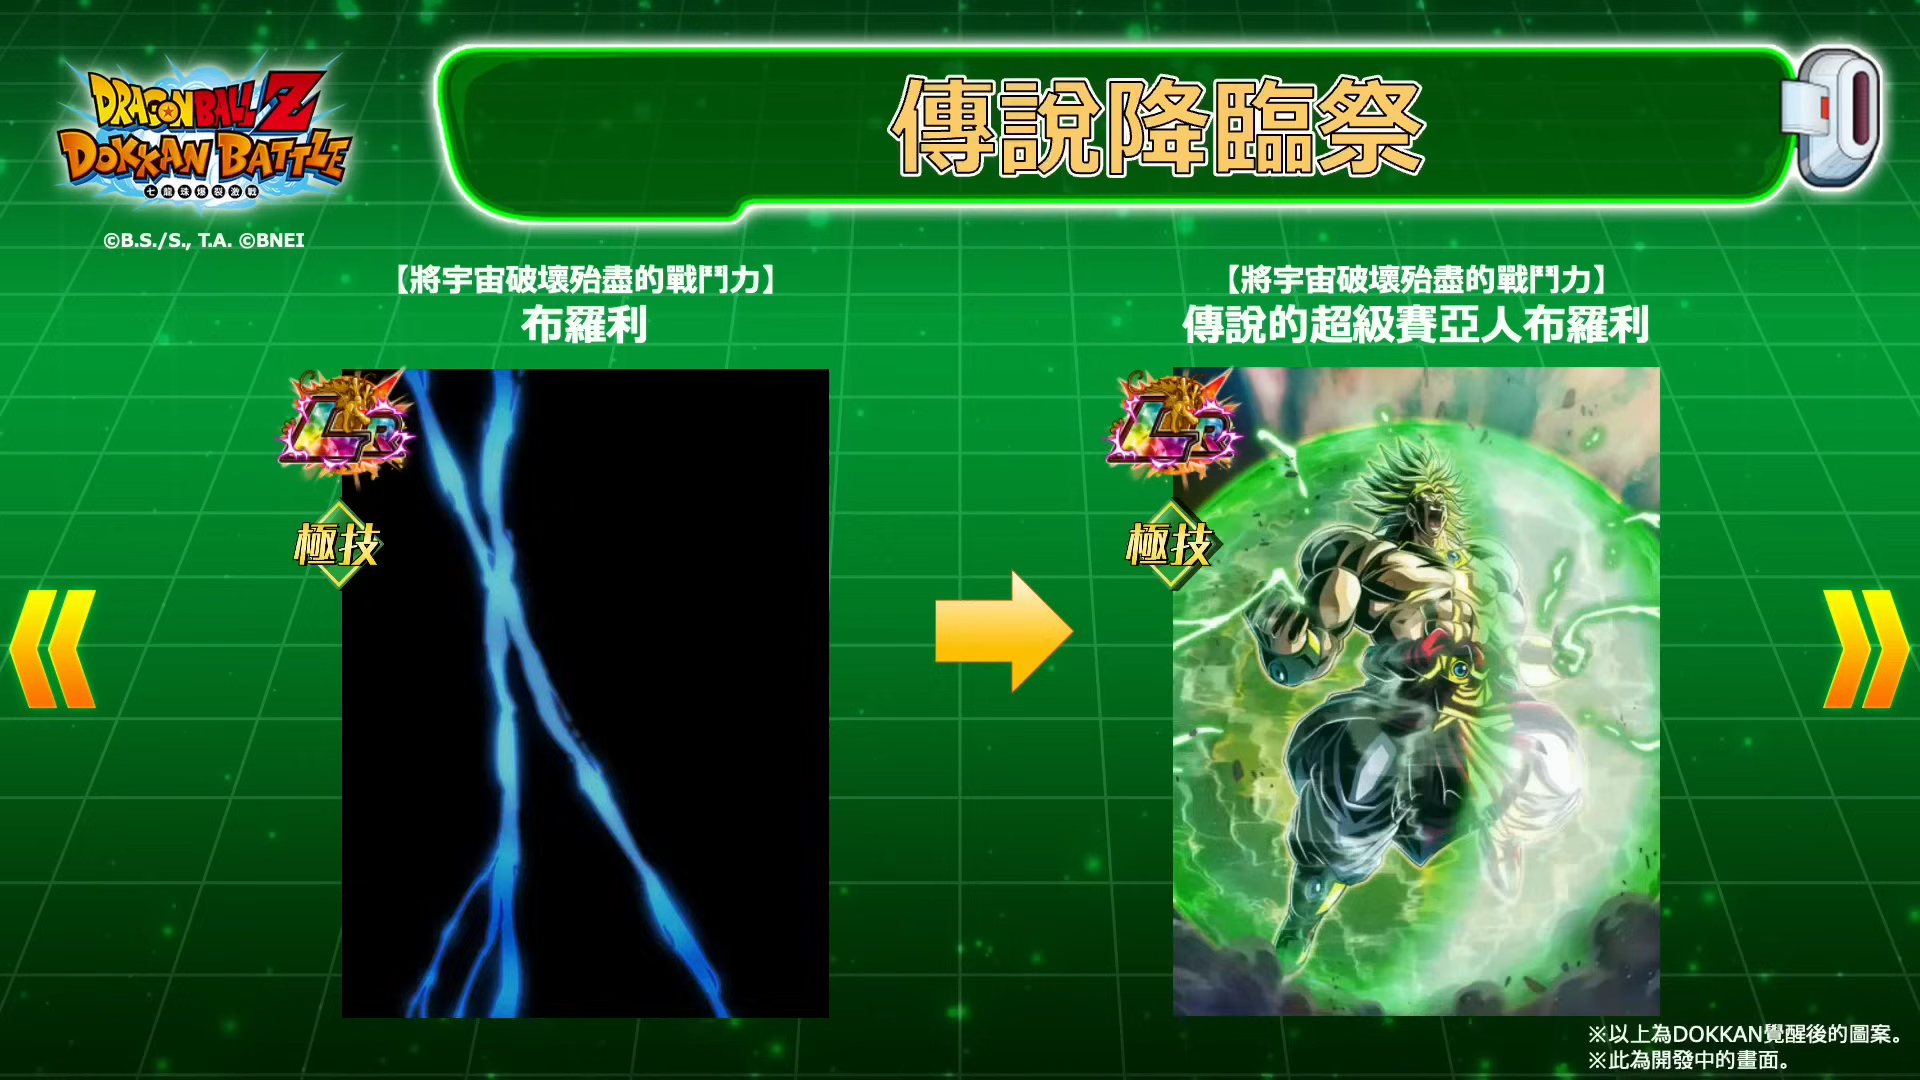 DRAGONBALL Z
DOKKAN BATTLE
七龍珠爆裂激戰
©B.S./S., T.A. ©BNEI
傳說降臨祭
【將宇宙破壞殆盡的戰鬥力】
布羅利
LR
極技
【將宇宙破壞殆盡的戰鬥力】
傳說的超級賽亞人布羅利
LR
極技
※以上為DOKKAN覺醒後的圖案。
※此為開發中的畫面。